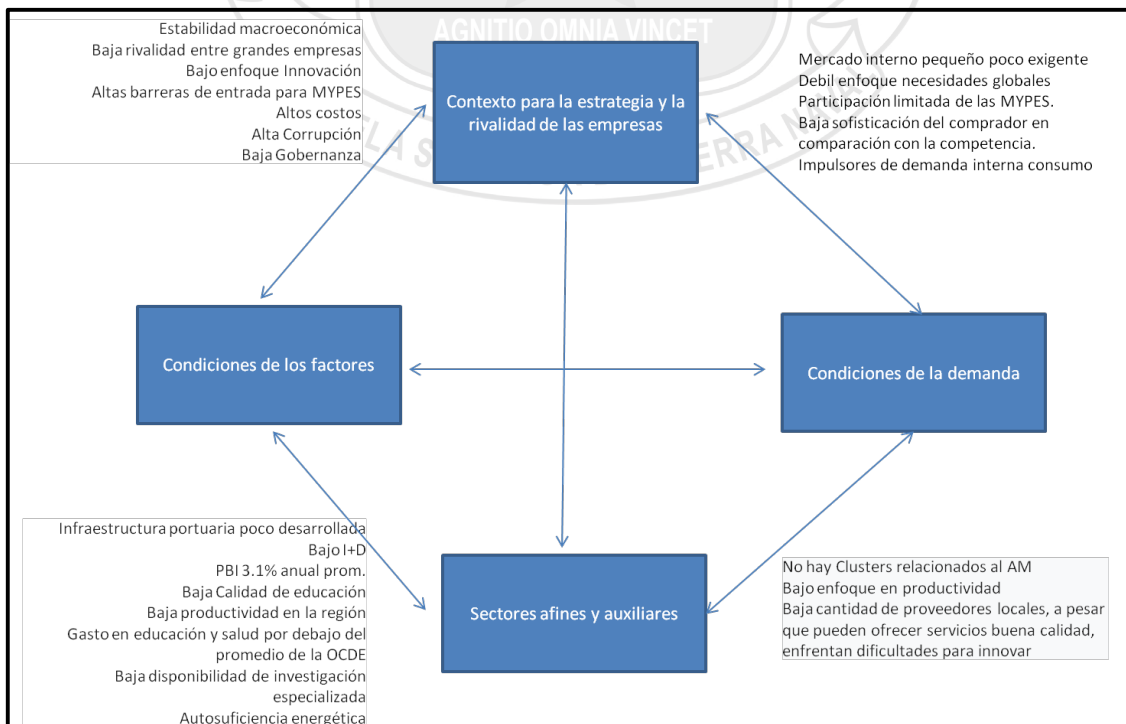 AGNITIO OMNIA VINCET
Estabilidad macroeconómica
Baja rivalidad entre grandes empresas
Bajo enfoque Innovación
Altas barreras de entrada para MYPES
Altos costos
Alta Corrupción
Baja Gobernanza
Contexto para la estrategia y la
rivalidad de las empresas
Mercado interno pequeño poco exigente
Debil enfoque necesidades globales
Participación limitada de las MYPES.
Baja sofisticación del comprador en
comparación con la competencia.
Impulsores de demanda interna consumo
Condiciones de los factores
Condiciones de la demanda
Infraestructura portuaria poco desarrollada
Bajo I+D
PBI 3.1% anual prom.
Baja Calidad de educación
Baja productividad en la región
Gasto en educación y salud por debajo del
promedio de la OCDE
Baja disponibilidad de investigación
especializada
Autosuficiencia energética
Sectores afines y auxiliares
No hay Clusters relacionados al AM
Bajo enfoque en productividad
Baja cantidad de proveedores locales, a pesar
que pueden ofrecer servicios buena calidad,
enfrentan dificultades para innovar